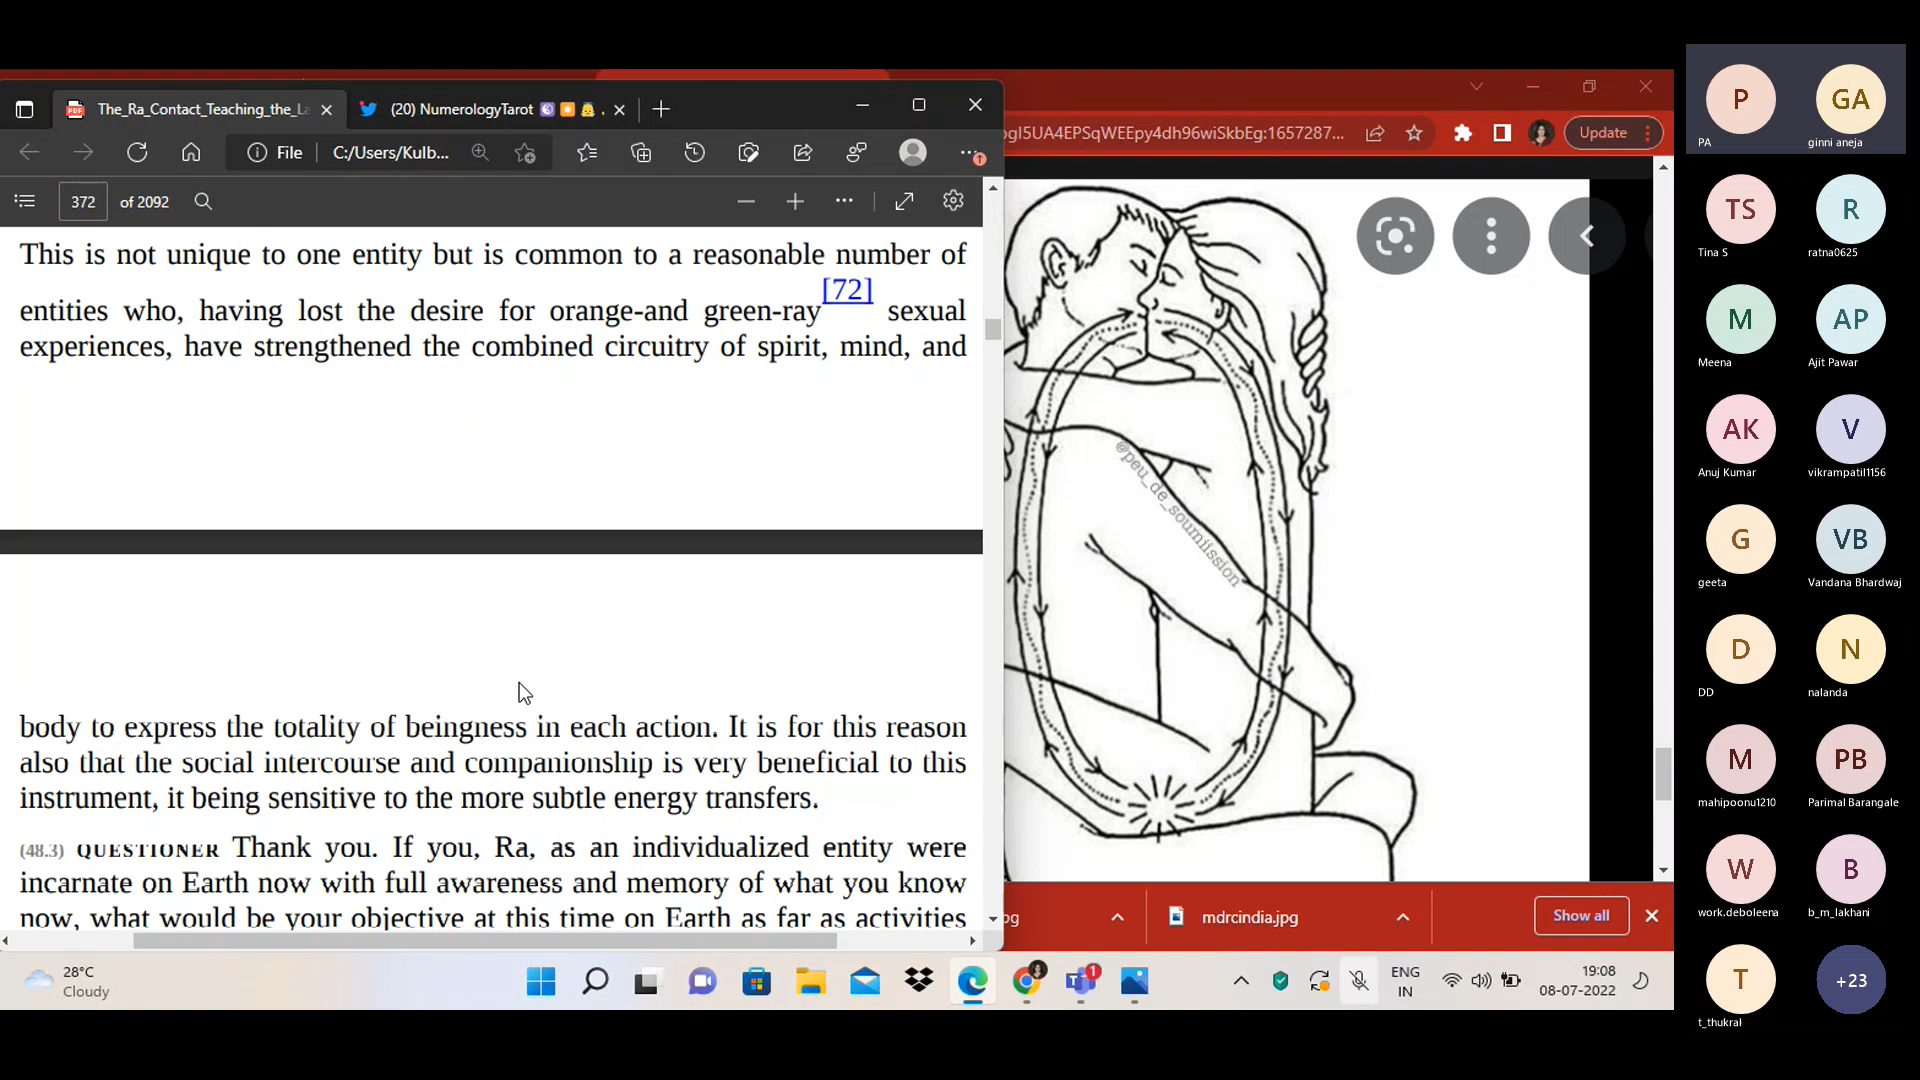 The_Ra_Contact_Teaching_the_La
(20) NumerologyTarot
File
C:/Users/Kulb...
ogI5UA4EPSqWEEpy4dh96wiSkbEg:1657287...
Update
372 of 2092
This is not unique to one entity but is common to a reasonable number of
entities who, having lost the desire for orange-and green-ray[72] sexual
experiences, have strengthened the combined circuitry of spirit, mind, and
body to express the totality of beingness in each action. It is for this reason
also that the social intercourse and companionship is very beneficial to this
instrument, it being sensitive to the more subtle energy transfers.
(48.3) QUESTIONER Thank you. If you, Ra, as an individualized entity were
incarnate on Earth now with full awareness and memory of what you know
now, what would be your objective at this time on Earth as far as activities
@peu_de_soumiission
og
mdrcindia.jpg
Show all
28°C
Cloudy
1
ENG
IN
19:08
08-07-2022
P
PA
GA
ginni aneja
TS
Tina S
R
ratna0625
M
Meena
AP
Ajit Pawar
AK
Anuj Kumar
V
vikrampatil1156
G
geeta
VB
Vandana Bhardwaj
D
DD
N
nalanda
M
mahipoonu1210
PB
Parimal Barangale
W
work.deboleena
B
b_m_lakhani
T
t_thukral
+23